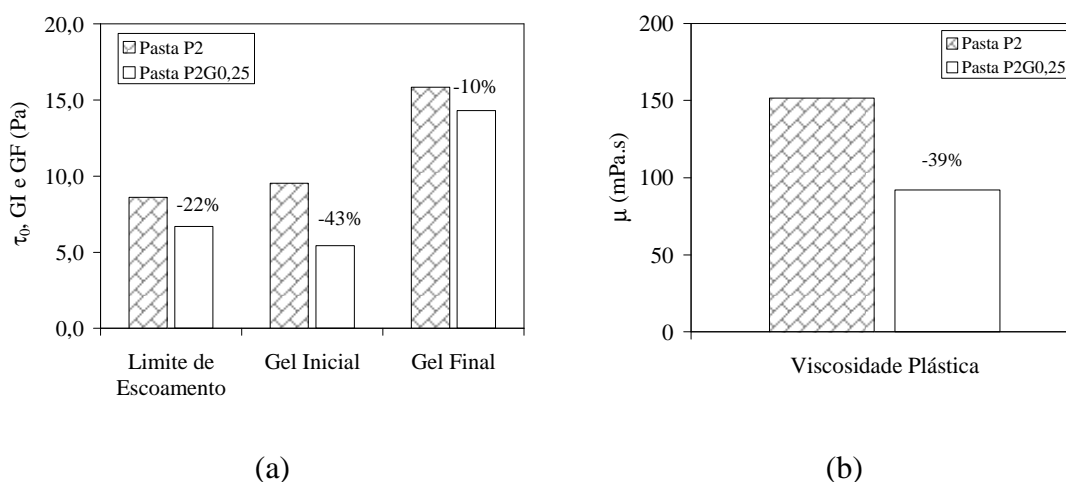 20,0
15,0
10,0
5,0
0,0
τ0, GI e GF (Pa)
Pasta P2
Pasta P2G0,25
-22%
-43%
-10%
Limite de
Escoamento
Gel Inicial
Gel Final
(a)
200
150
100
50
0
μ (mPa.s)
Pasta P2
Pasta P2G0,25
-39%
Viscosidade Plástica
(b)